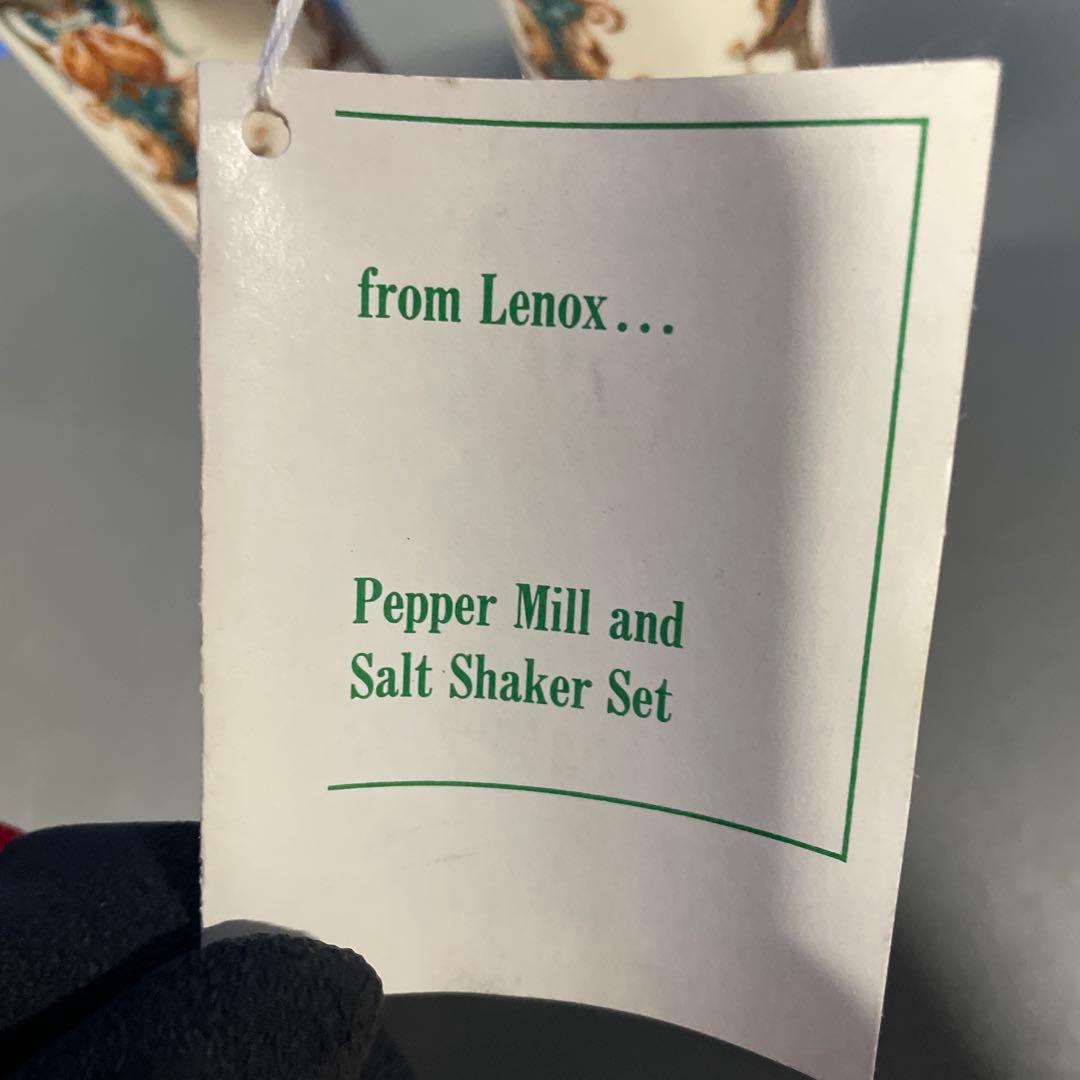 from Lenox...
Pepper Mill and
Salt Shaker Set